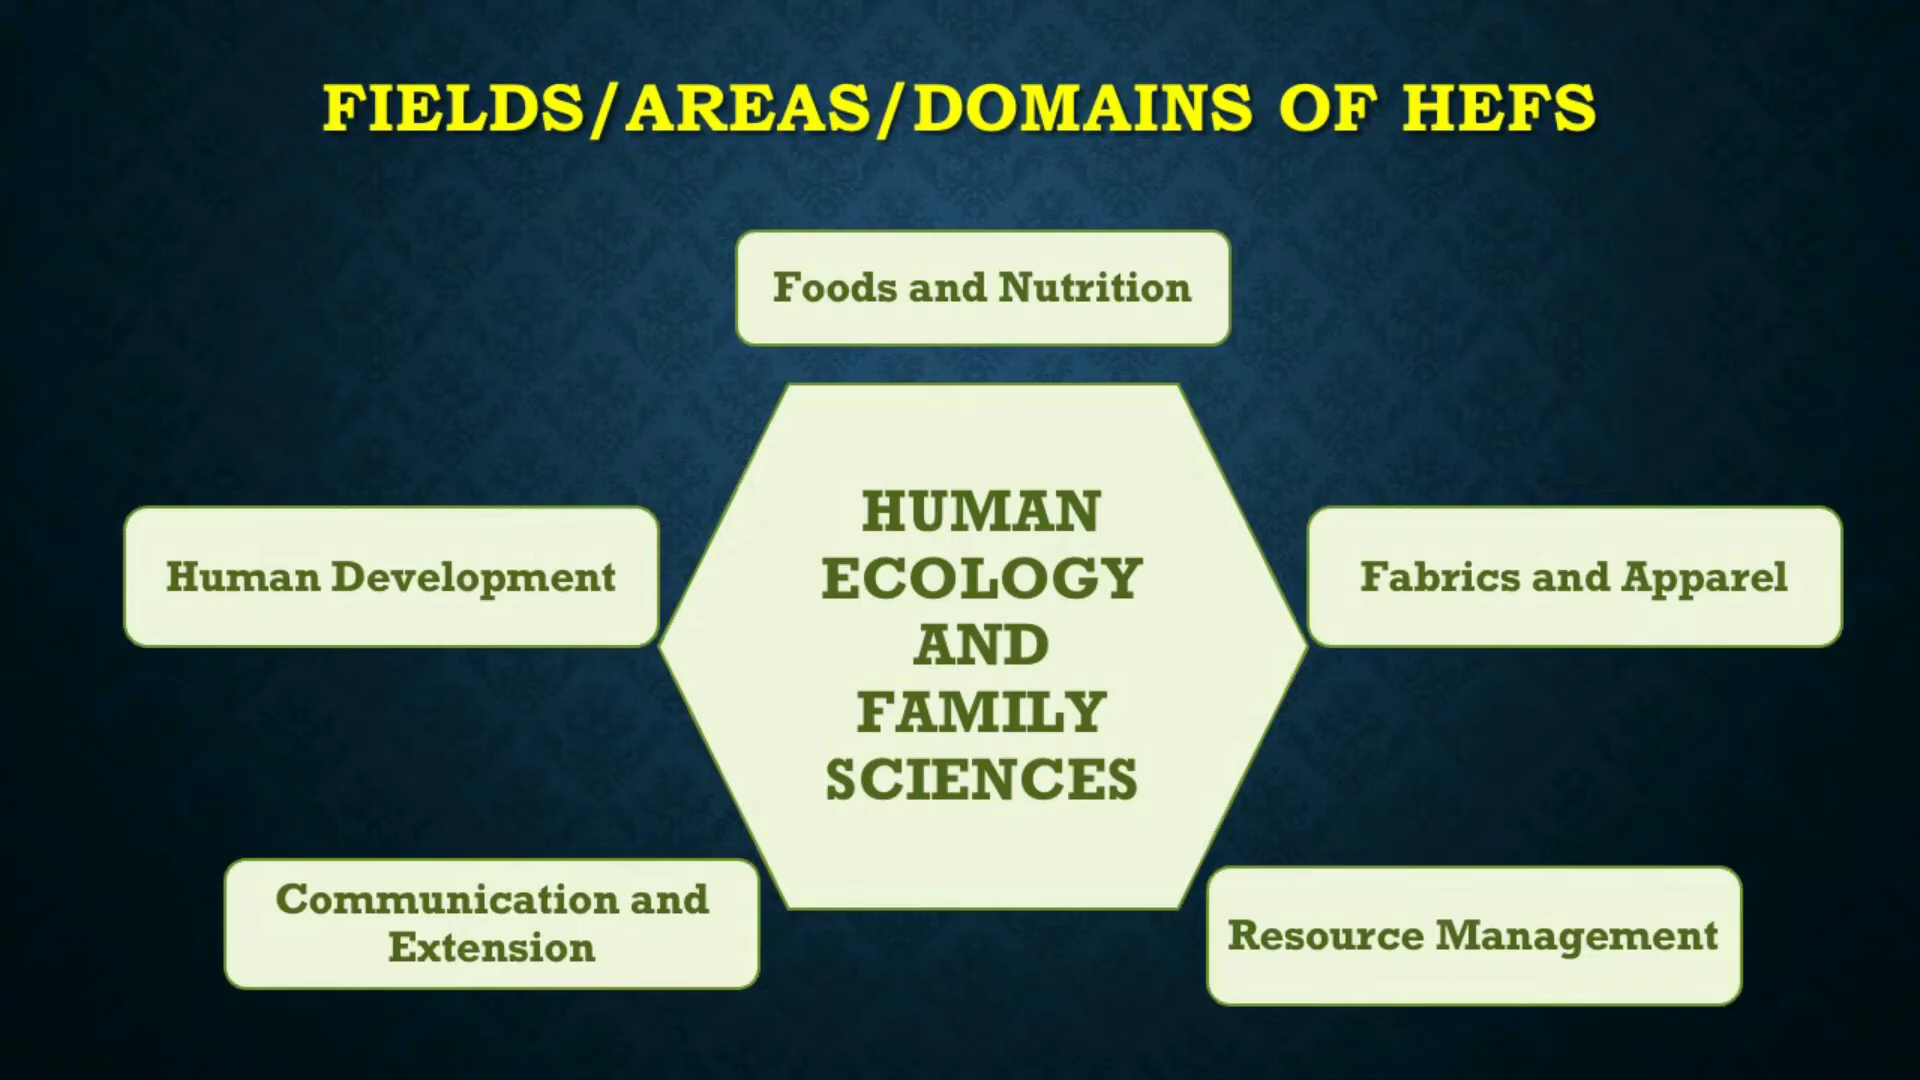 FIELDS/AREAS/DOMAINS OF HEFS
Foods and Nutrition
HUMAN
ECOLOGY
AND
FAMILY
SCIENCES
Human Development
Fabrics and Apparel
Communication and
Extension
Resource Management